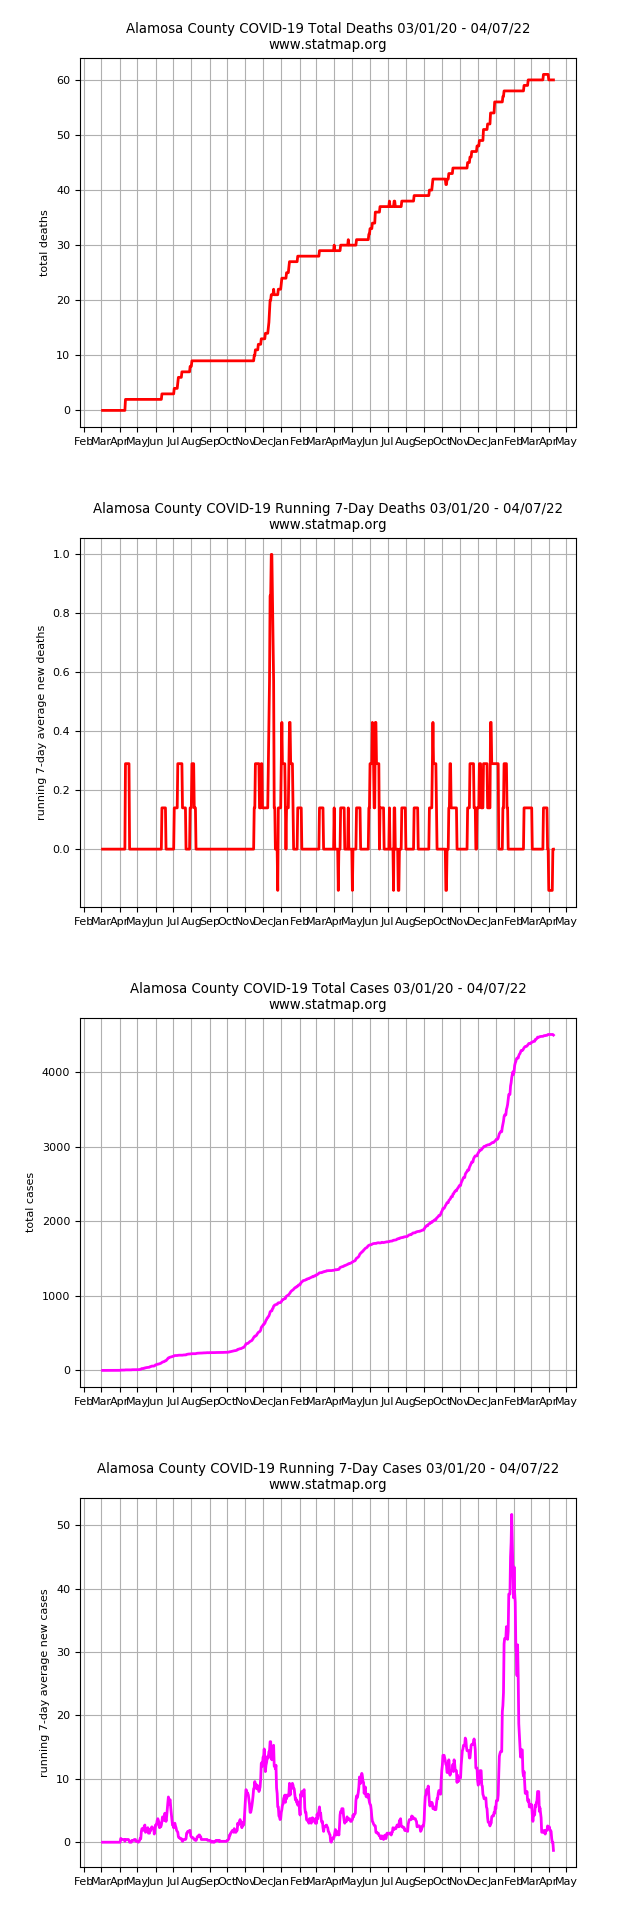 Alamosa County COVID-19 Total Deaths 03/01/20 - 04/07/22
www.statmap.org
60
50
40
30
20
10
0
total deaths
Feb Mar Apr May Jun Jul Aug Sep Oct Nov Dec Jan Feb Mar Apr May Jun Jul Aug Sep Oct Nov Dec Jan Feb Mar Apr May
Alamosa County COVID-19 Running 7-Day Deaths 03/01/20 - 04/07/22
www.statmap.org
1.0
0.8
0.6
0.4
0.2
0.0
running 7-day average new deaths
Feb Mar Apr May Jun Jul Aug Sep Oct Nov Dec Jan Feb Mar Apr May Jun Jul Aug Sep Oct Nov Dec Jan Feb Mar Apr May
Alamosa County COVID-19 Total Cases 03/01/20 - 04/07/22
www.statmap.org
4000
3000
2000
1000
0
total cases
Feb Mar Apr May Jun Jul Aug Sep Oct Nov Dec Jan Feb Mar Apr May Jun Jul Aug Sep Oct Nov Dec Jan Feb Mar Apr May
Alamosa County COVID-19 Running 7-Day Cases 03/01/20 - 04/07/22
www.statmap.org
50
40
30
20
10
0
running 7-day average new cases
Feb Mar Apr May Jun Jul Aug Sep Oct Nov Dec Jan Feb Mar Apr May Jun Jul Aug Sep Oct Nov Dec Jan Feb Mar Apr May